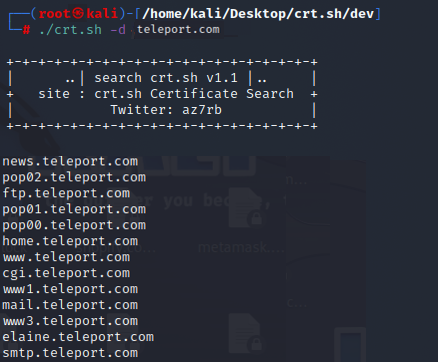 ┌──(root㉿kali)-[/home/kali/Desktop/crt.sh/dev]
└─# ./crt.sh -d teleport.com
+-+-+-+-+-+-+-+-+-+-+-+-+-+-+-+-+-+-+-+
| ..| search crt.sh v1.1 |.. |
+ site : crt.sh Certificate Search +
| Twitter: az7rb |
+-+-+-+-+-+-+-+-+-+-+-+-+-+-+-+-+-+-+-+
news.teleport.com
pop02.teleport.com
ftp.teleport.com
pop01.teleport.com
pop00.teleport.com
home.teleport.com
www.teleport.com
cgi.teleport.com
www1.teleport.com
mail.teleport.com
www3.teleport.com
elaine.teleport.com
smtp.teleport.com
metamask...